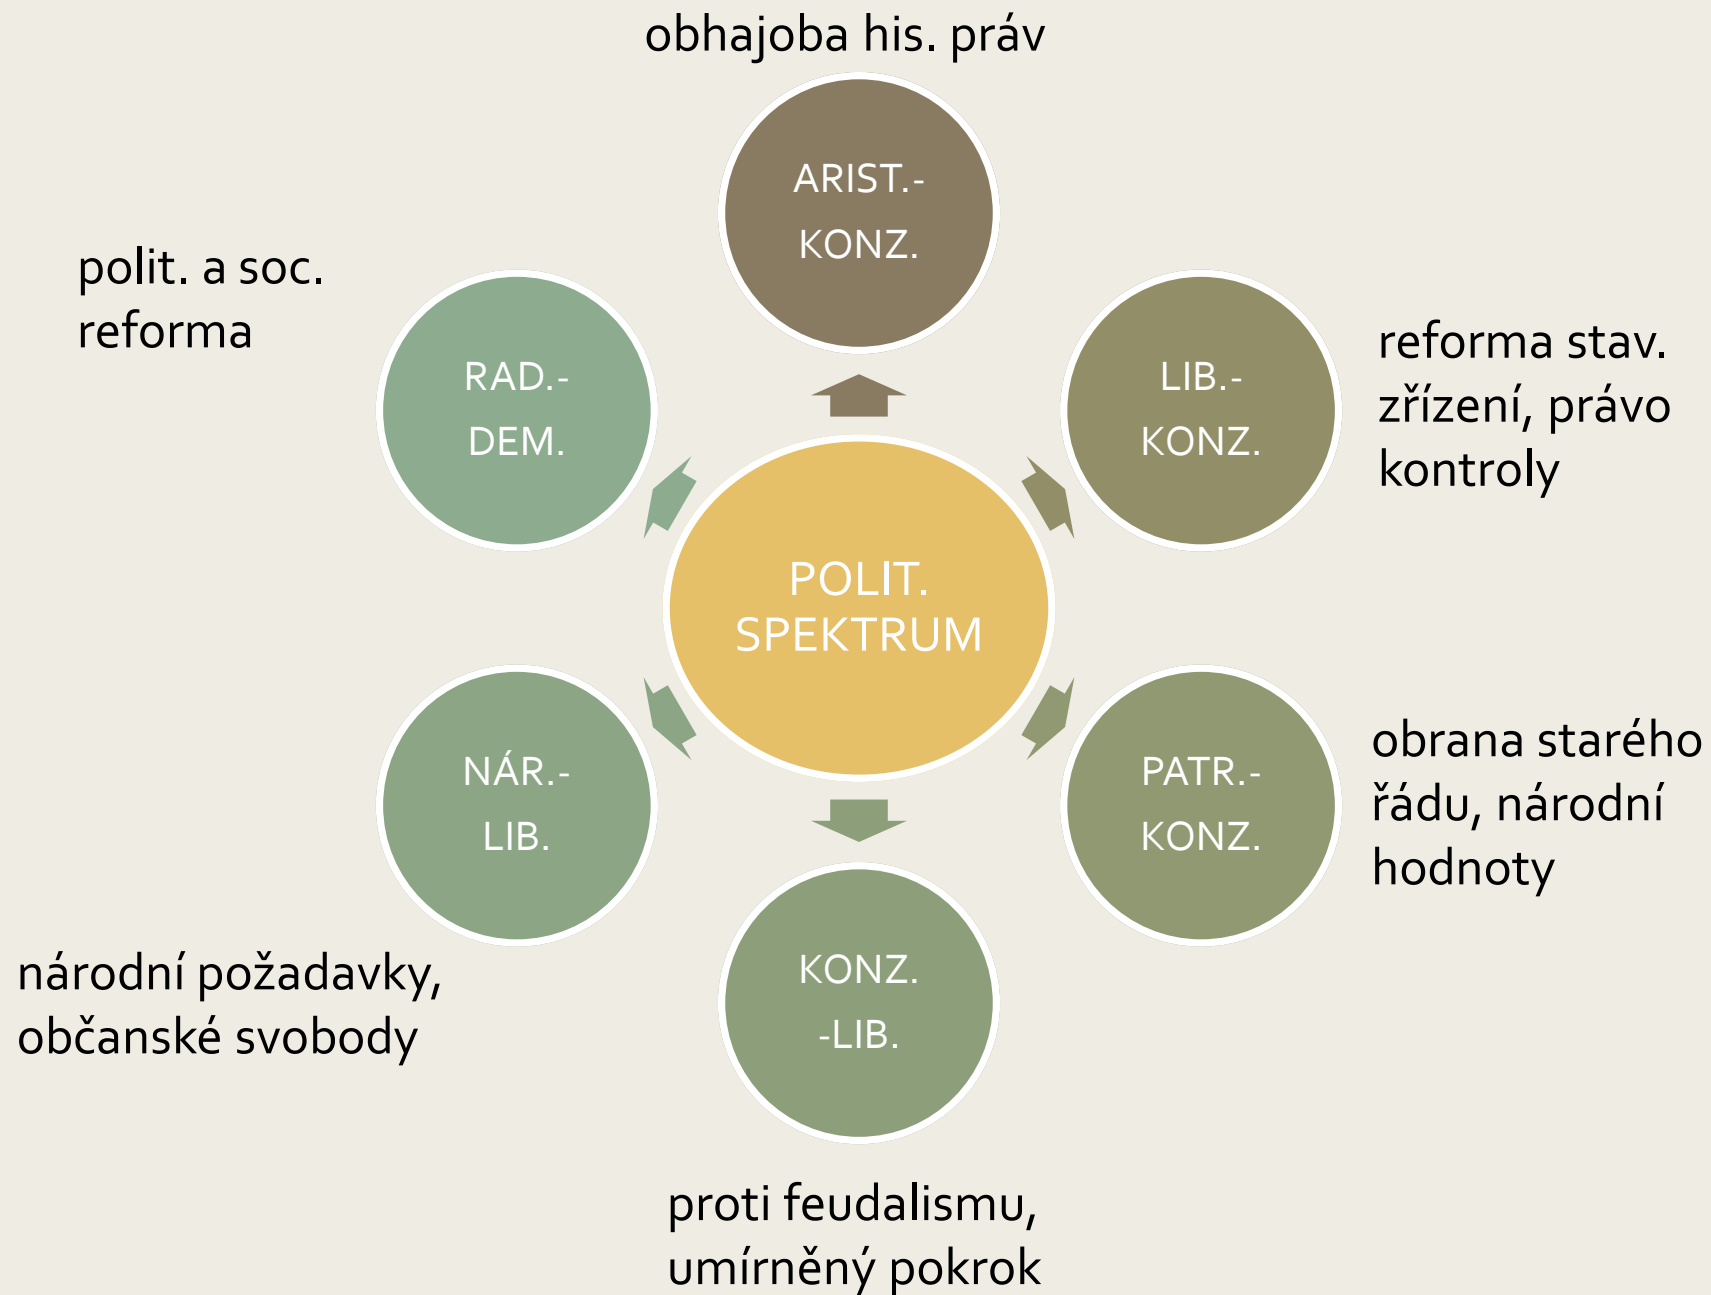 obhajoba his. práv
ARIST.-
KONZ.
polit. a soc.
reforma
RAD.-
DEM.
LIB.-
KONZ.
reforma stav.
zřízení, právo
kontroly
POLIT.
SPEKTRUM
NÁR.-
LIB.
PATR.-
KONZ.
obrana starého
řádu, národní
hodnoty
národní požadavky,
občanské svobody
KONZ.
-LIB.
proti feudalismu,
umírněný pokrok